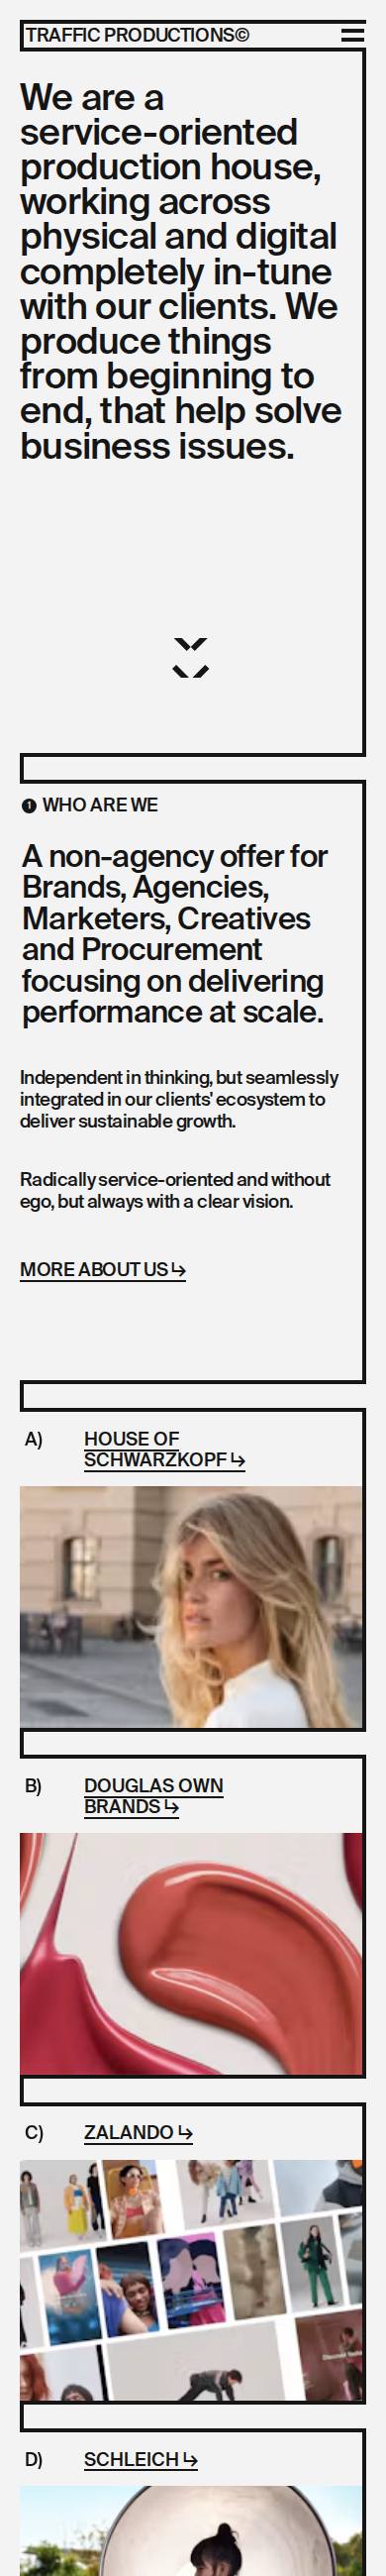 TRAFFIC PRODUCTIONS©
We are a
service-oriented
production house,
working across
physical and digital
completely in-tune
with our clients. We
produce things
from beginning to
end, that help solve
business issues.
1 WHO ARE WE
A non-agency offer for
Brands, Agencies,
Marketers, Creatives
and Procurement
focusing on delivering
performance at scale.
Independent in thinking, but seamlessly
integrated in our clients' ecosystem to
deliver sustainable growth.
Radically service-oriented and without
ego, but always with a clear vision.
MORE ABOUT US ↳
A) HOUSE OF
SCHWARZKOPF ↳
B) DOUGLAS OWN
BRANDS ↳
C) ZALANDO ↳
D) SCHLEICH ↳